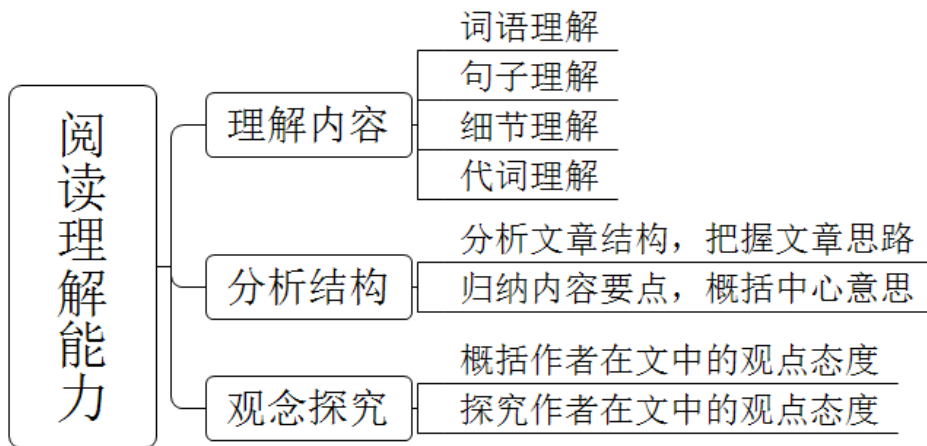 阅读理解能力
理解内容
词语理解
句子理解
细节理解
代词理解
分析结构
分析文章结构，把握文章思路
归纳内容要点，概括中心意思
观念探究
概括作者在文中的观点态度
探究作者在文中的观点态度